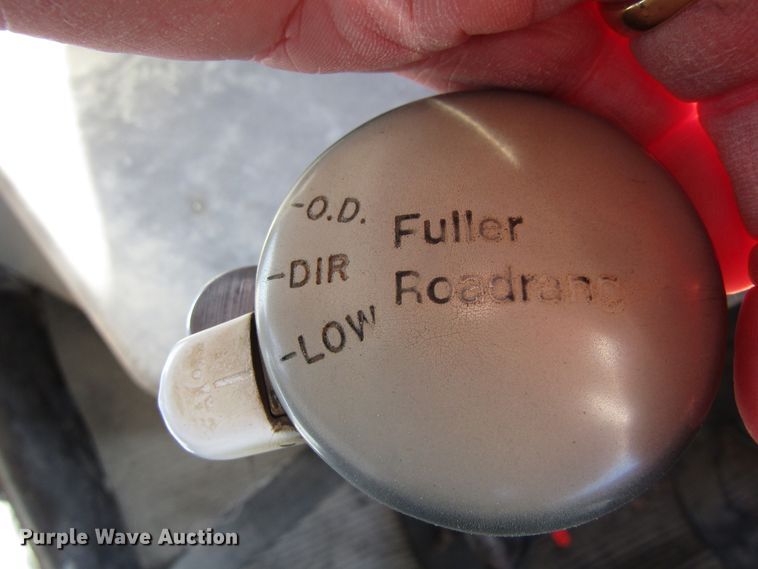 -O.D.
Fuller
-DIR
Roadrang
-LOW
Purple Wave Auction